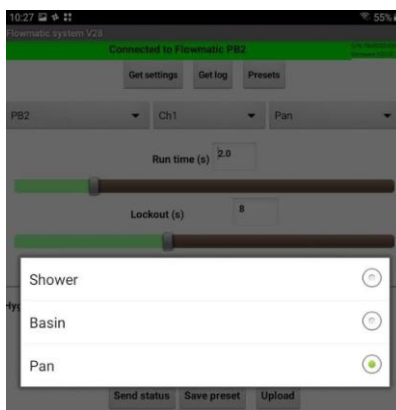 10:27 55%
Flowmatic system V28
Connected to Flowmatic PB2
Get settings Get log Presets
PB2 Ch1 Pan
Run time (s) 2.0
Lockout (s) 8
Shower
Hyg
Basin
Pan
Send status Save preset Upload